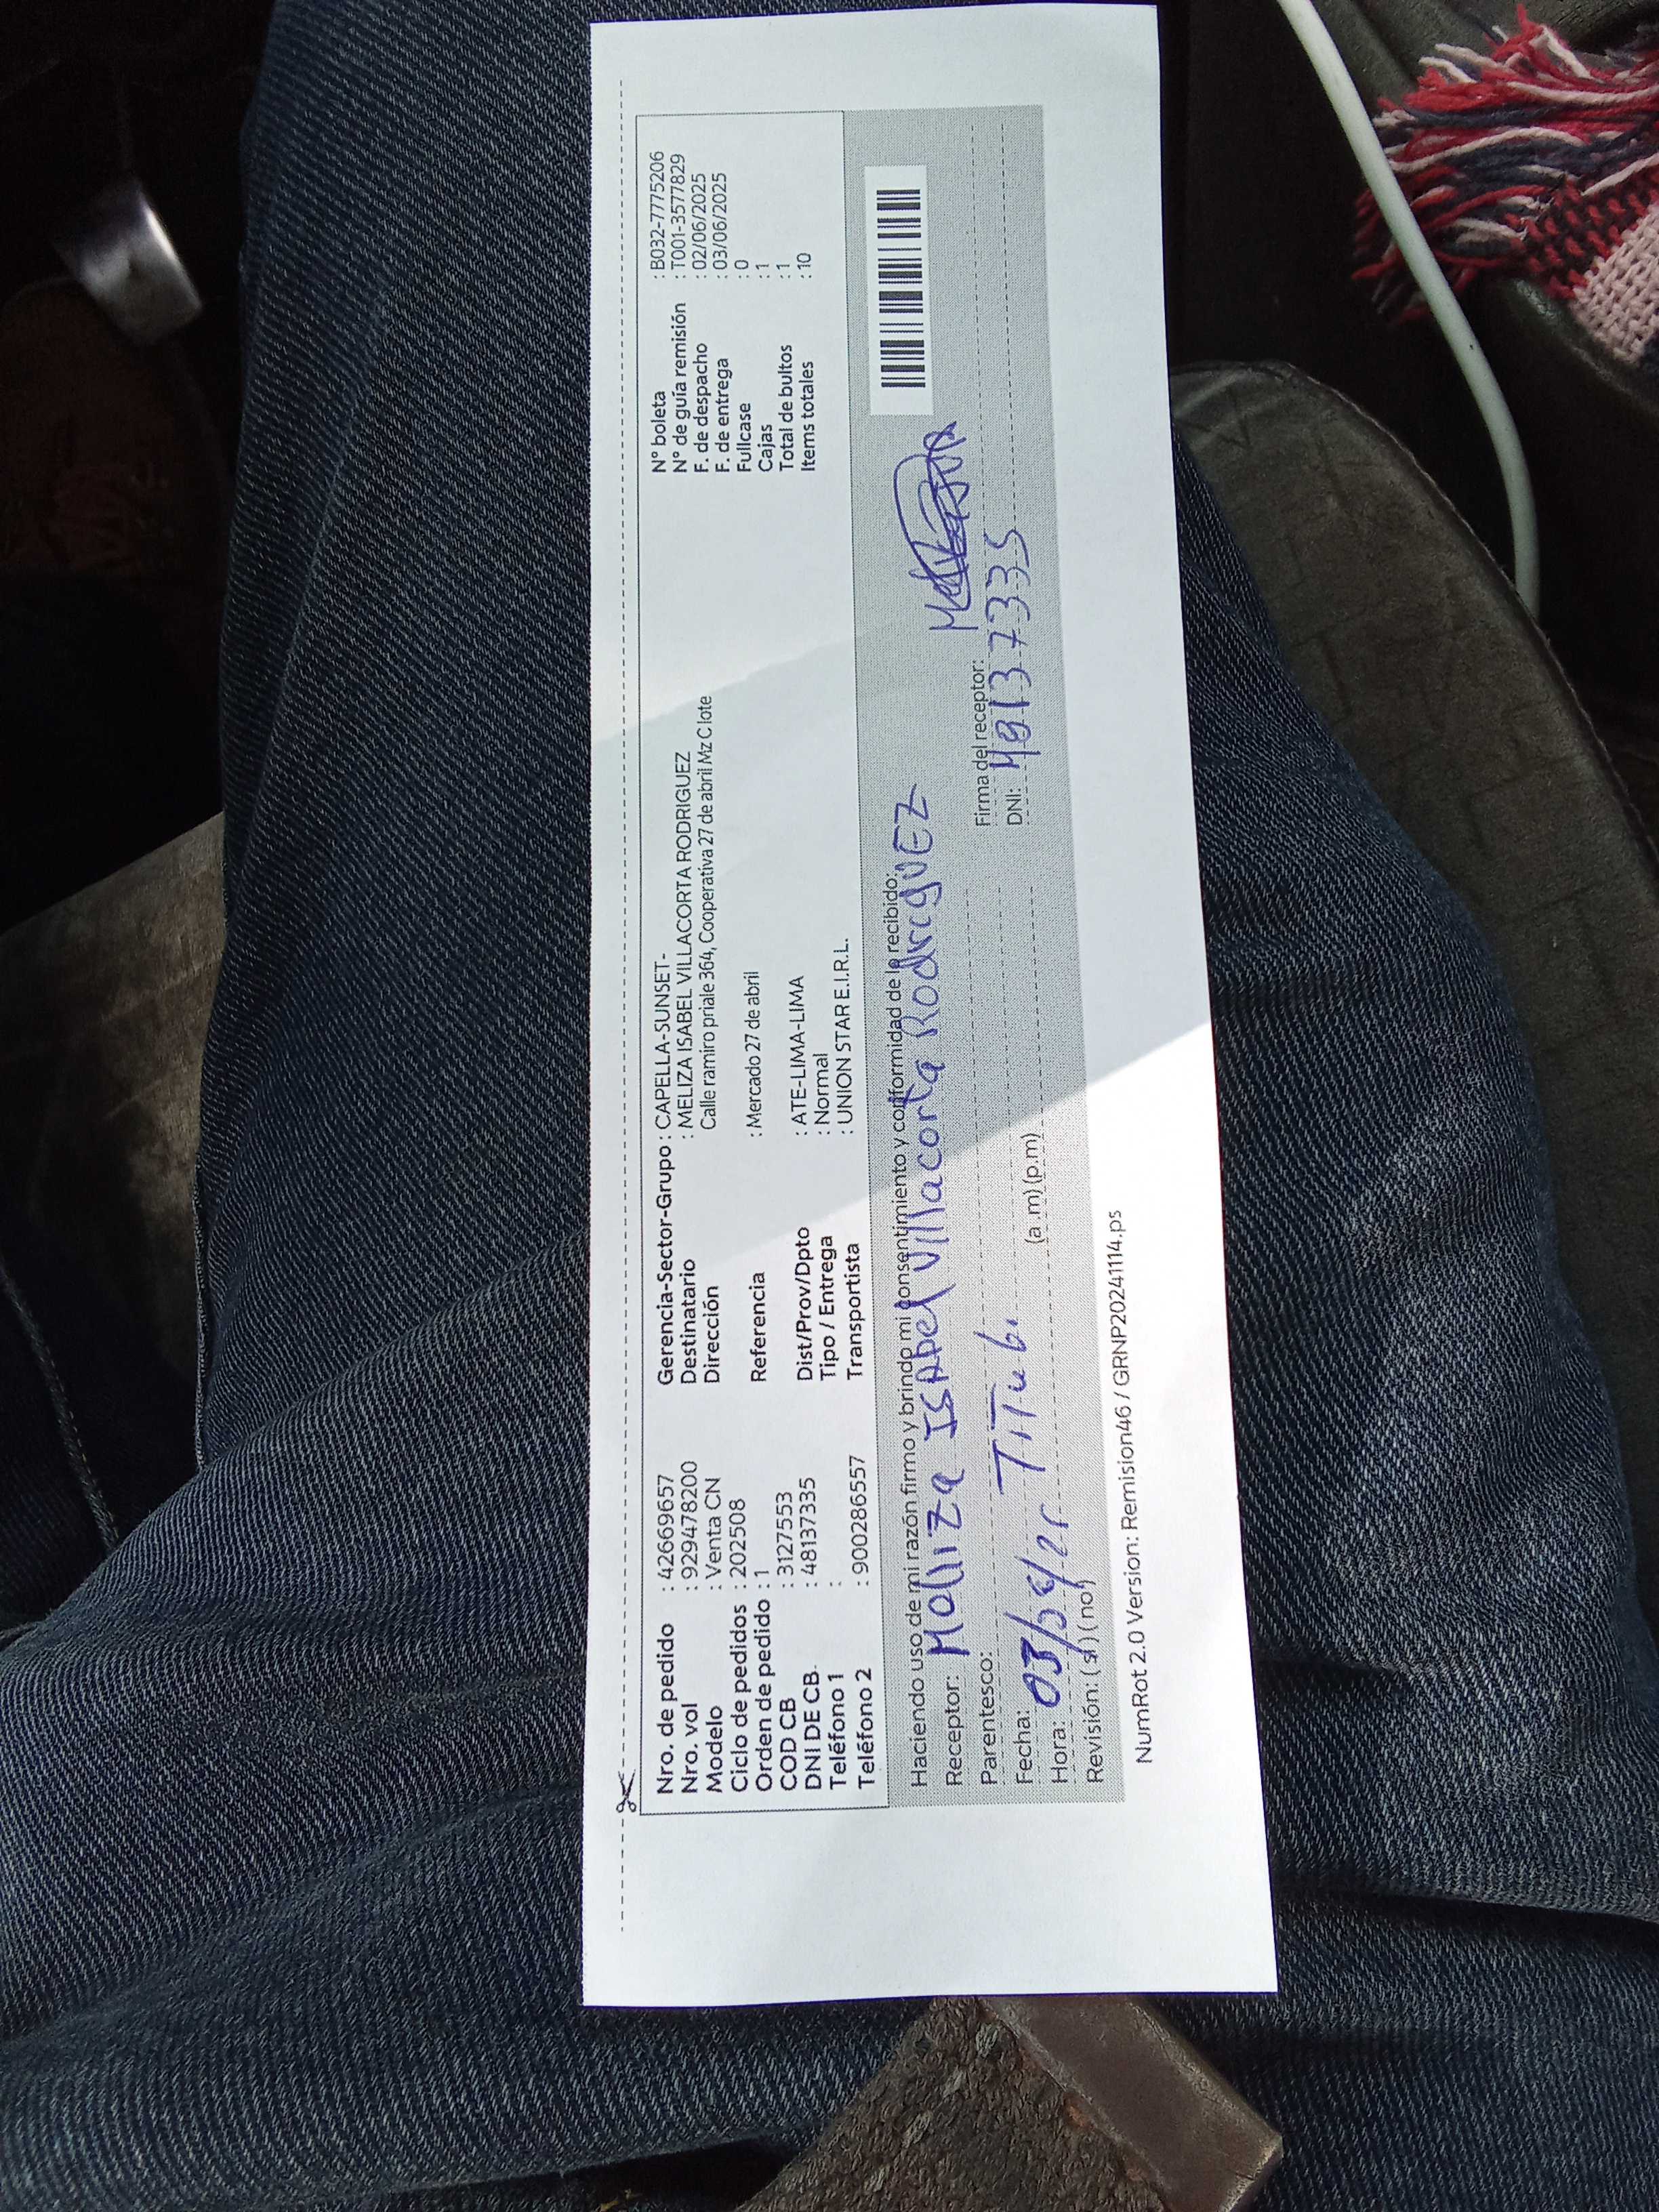 Nro. de pedido : 42669657
Nro. vol : 929478200
Modelo : Venta CN
Ciclo de pedidos : 202508
Orden de pedido : 1
COD CB : 3127553
DNI DE CB. : 48137335
Teléfono 1 :
Teléfono 2 : 900286557
Gerencia-Sector-Grupo : CAPELLA-SUNSET-
Destinatario : MELIZA ISABEL VILLACORTA RODRIGUEZ
Dirección Calle ramiro priale 364, Cooperativa 27 de abril Mz C lote
Referencia : Mercado 27 de abril
Dist/Prov/Dpto : ATE-LIMA-LIMA
Tipo / Entrega : Normal
Transportista : UNION STAR E.I.R.L.
N° boleta : B032-7775206
N° de guía remisión : T001-3577829
F. de despacho : 02/06/2025
F. de entrega : 03/06/2025
Fullcase : 0
Cajas : 1
Total de bultos : 1
Items totales : 10
Haciendo uso de mi razón firmo y brindo mi consentimiento y conformidad de lo recibido:
Receptor: Meliza ISAbel Villacorta RodrigUEZ
Parentesco: TiTu
Fecha: 03/
Hora: (a.m) (p.m)
Revisión: (si) (no)
Firma del receptor:
DNI: 48137335
NumRot 2.0 Version: Remision46 / GRNP20241114.ps